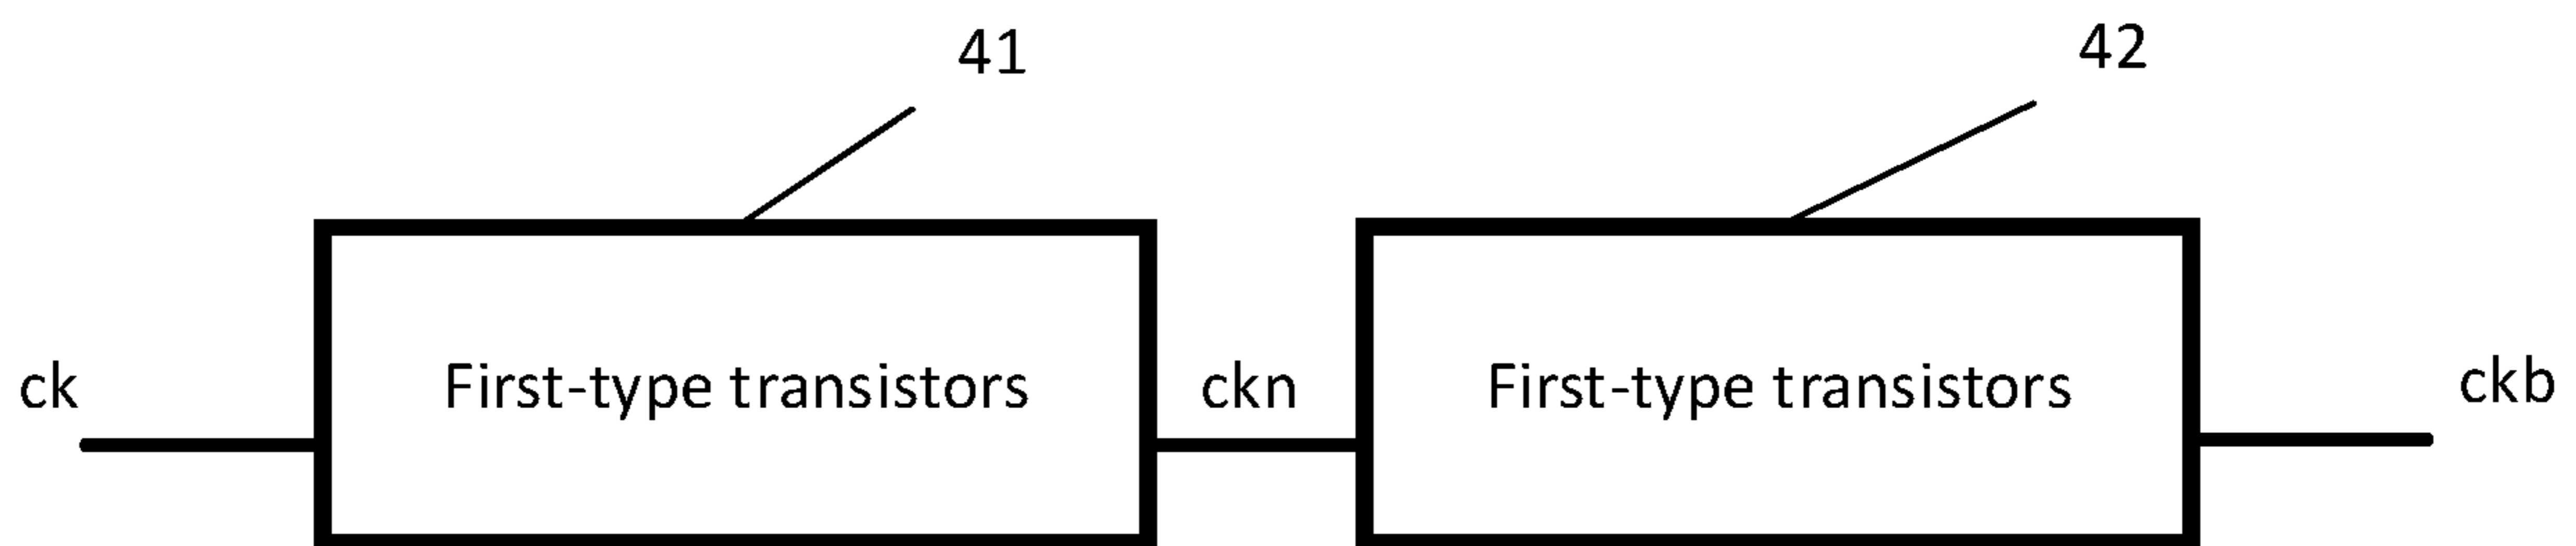 41
42
ck
First-type transistors
ckn
First-type transistors
ckb